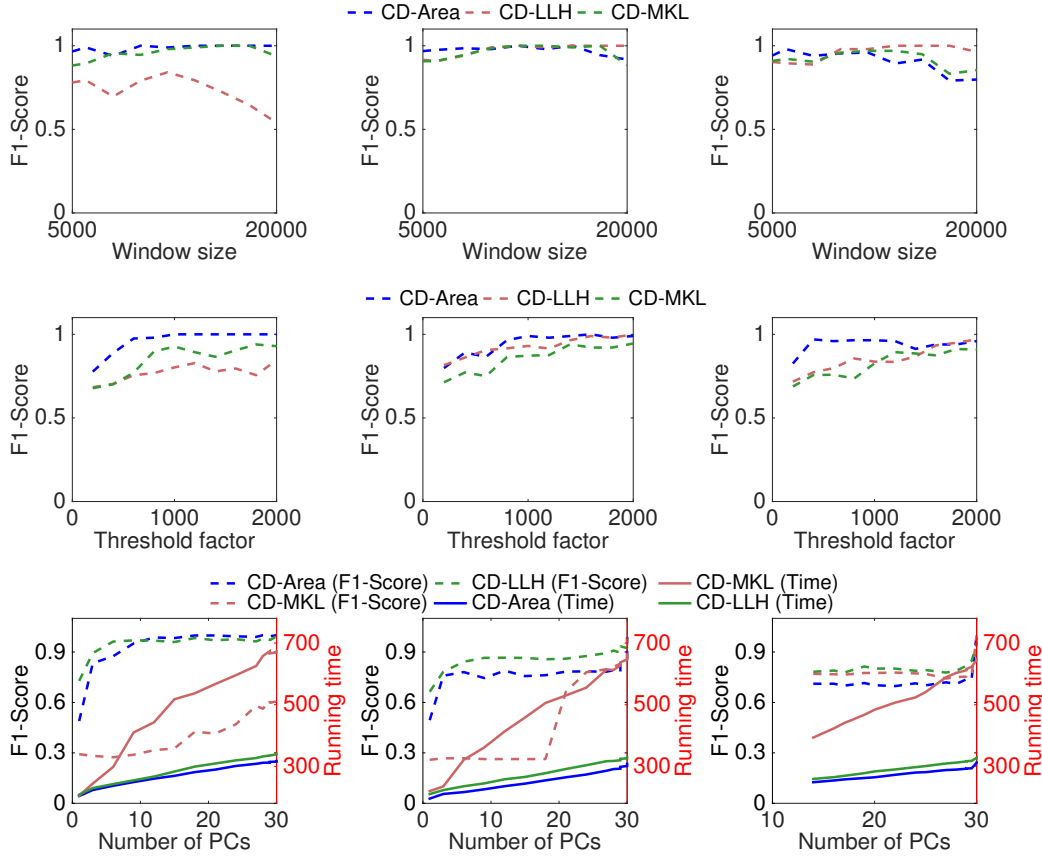 CD-Area CD-LLH CD-MKL
1
0.5
0
F1-Score
5000 20000
Window size
1
0.5
0
F1-Score
5000 20000
Window size
1
0.5
0
F1-Score
5000 20000
Window size
CD-Area CD-LLH CD-MKL
1
0.5
0
F1-Score
0 1000 2000
Threshold factor
1
0.5
0
F1-Score
0 1000 2000
Threshold factor
1
0.5
0
F1-Score
0 1000 2000
Threshold factor
CD-Area (F1-Score) CD-LLH (F1-Score) CD-MKL (Time)
CD-MKL (F1-Score) CD-Area (Time) CD-LLH (Time)
0.9
0.6
0.3
0
F1-Score
700
500
300
Running time
0 10 20 30
Number of PCs
0.9
0.6
0.3
0
F1-Score
700
500
300
Running time
0 10 20 30
Number of PCs
0.9
0.6
0.3
0
F1-Score
700
500
300
Running time
10 20 30
Number of PCs